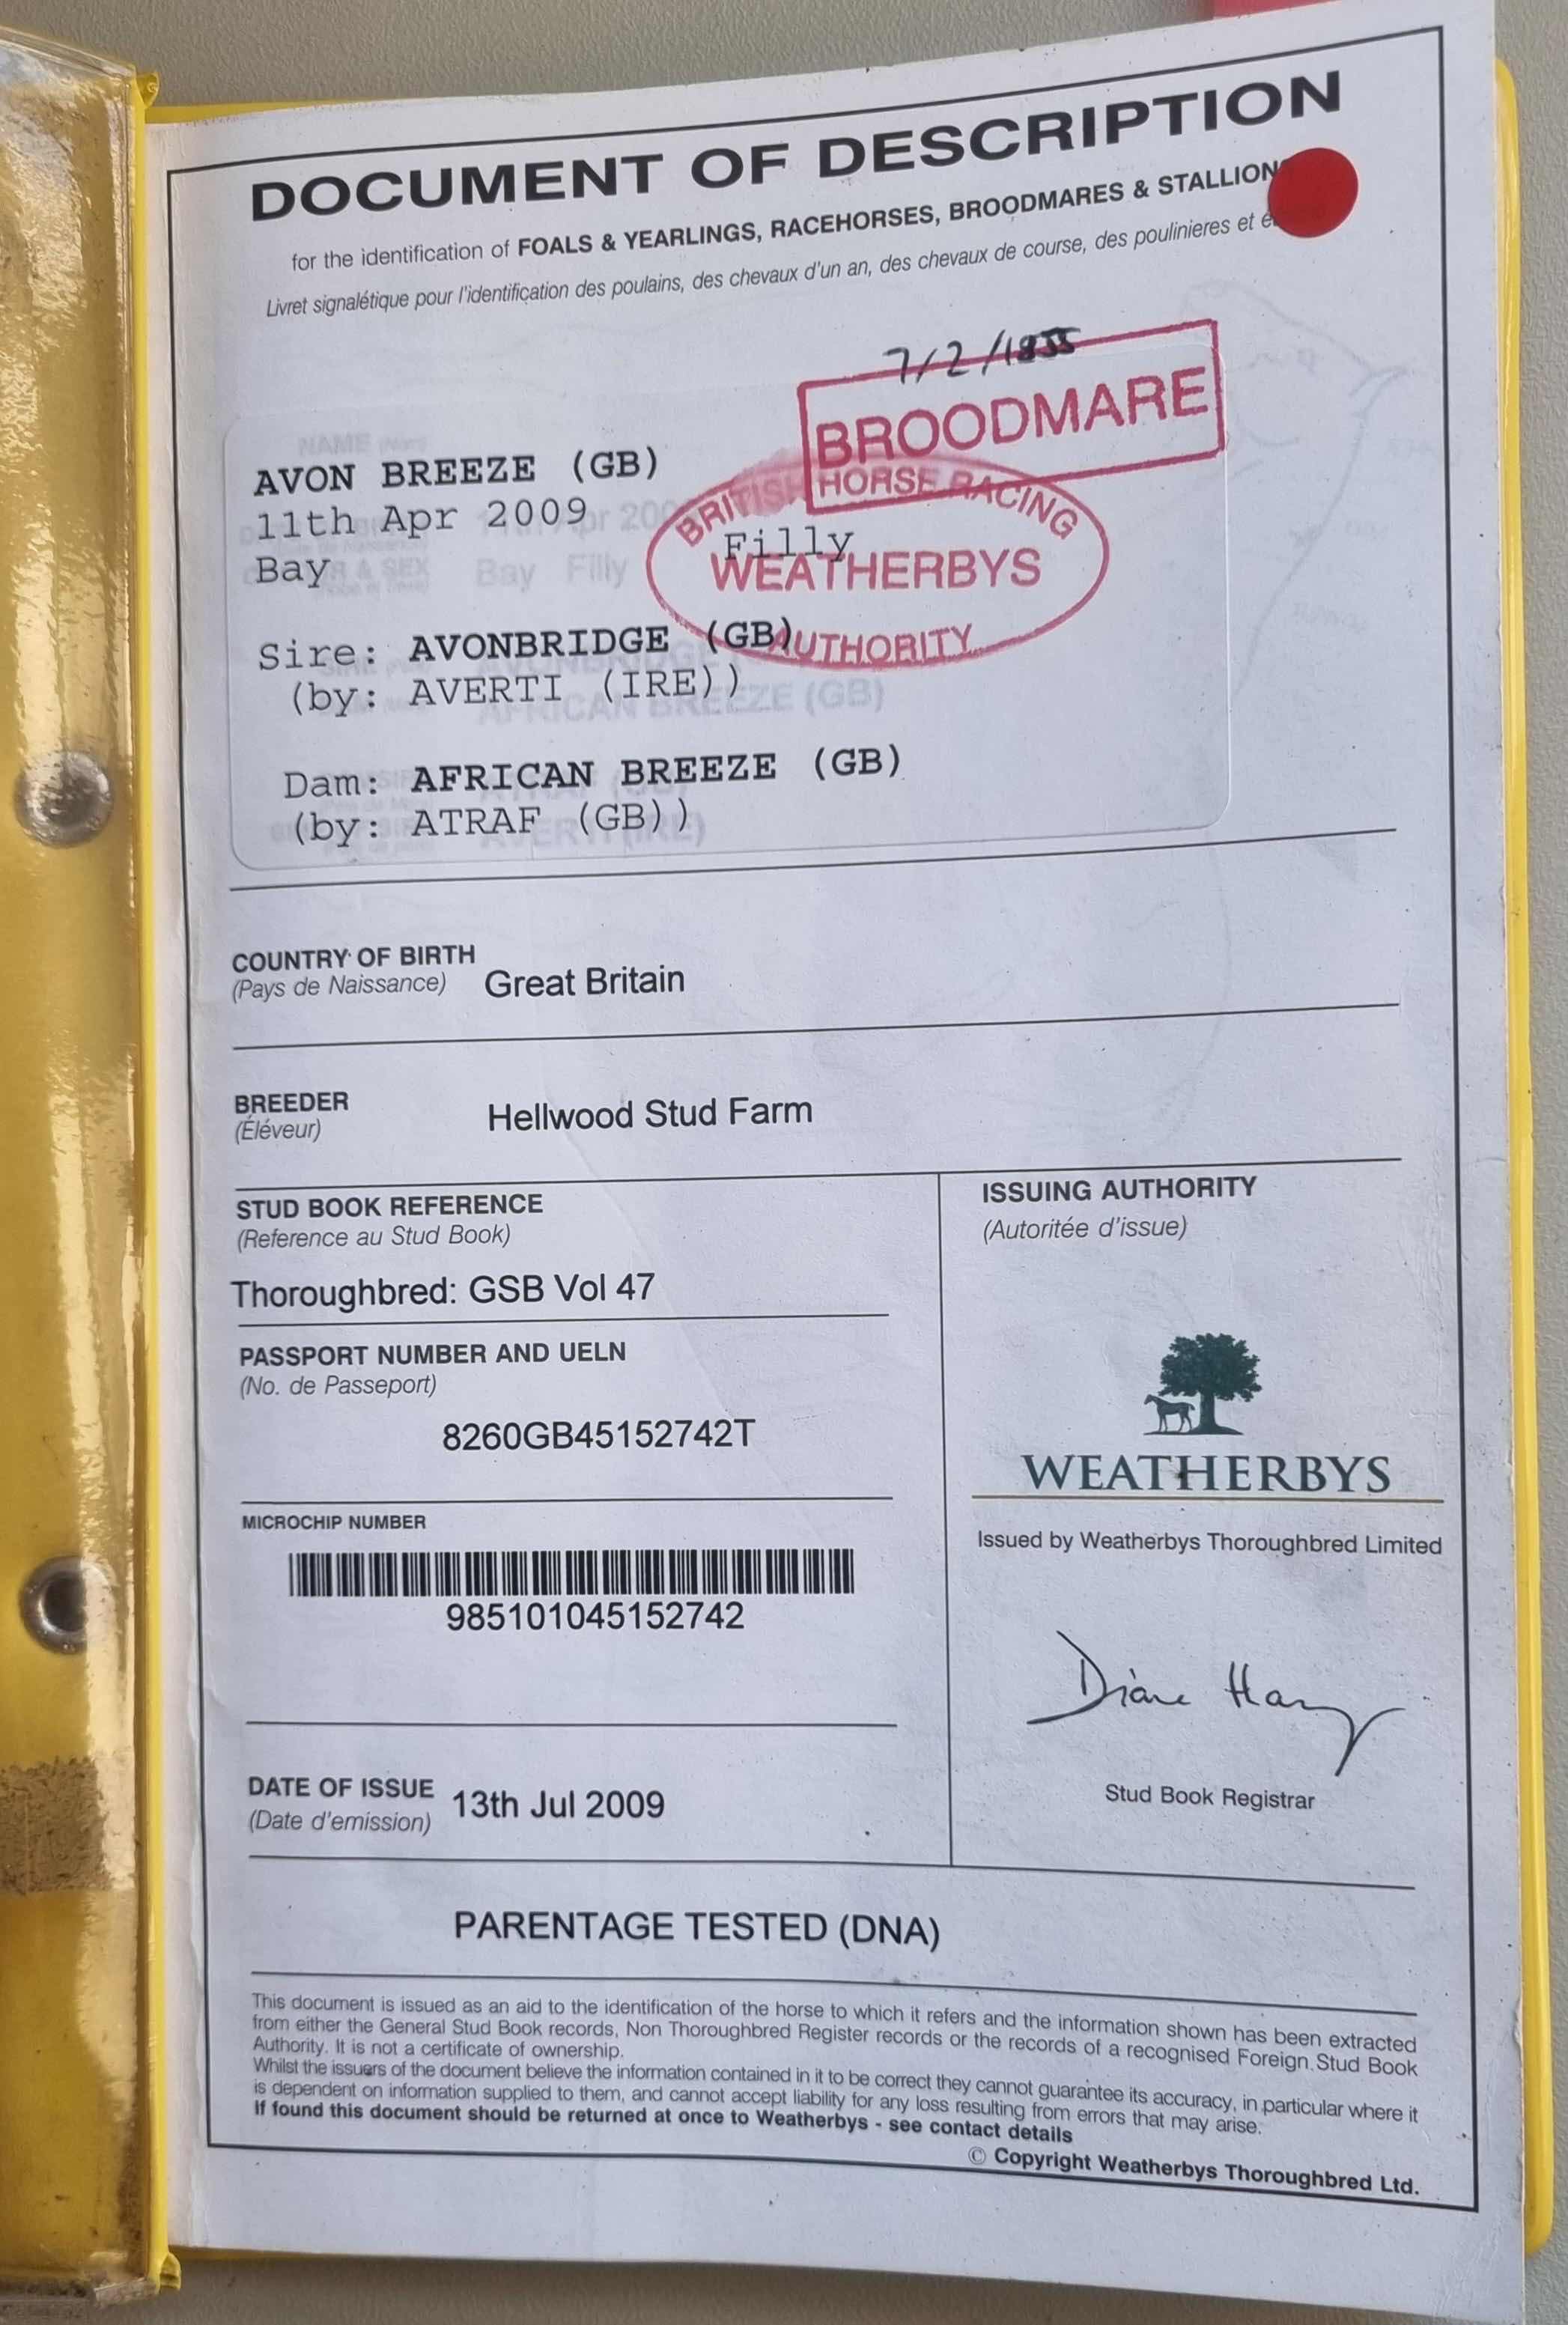 DOCUMENT OF DESCRIPTION
for the identification of FOALS & YEARLINGS, RACEHORSES, BROODMARES & STALLION
Livret signalétique pour l'identification des poulains, des chevaux d'un an, des chevaux de course, des poulinieres et
7/2/1855
BROODMARE
AVON BREEZE (GB)
11th Apr 2009
Bay Filly
BRITISH HORSE RACING
WEATHERBYS
AUTHORITY
Sire: AVONBRIDGE (GB)
(by: AVERTI (IRE))
Dam: AFRICAN BREEZE (GB)
(by: ATRAF (GB))
COUNTRY OF BIRTH
(Pays de Naissance) Great Britain
BREEDER
(Éléveur) Hellwood Stud Farm
STUD BOOK REFERENCE
(Reference au Stud Book)
Thoroughbred: GSB Vol 47
PASSPORT NUMBER AND UELN
(No. de Passeport)
8260GB45152742T
MICROCHIP NUMBER
985101045152742
DATE OF ISSUE 13th Jul 2009
(Date d'emission)
ISSUING AUTHORITY
(Autoritée d'issue)
WEATHERBYS
Issued by Weatherbys Thoroughbred Limited
Diane Hay
Stud Book Registrar
PARENTAGE TESTED (DNA)
This document is issued as an aid to the identification of the horse to which it refers and the information shown has been extracted
from either the General Stud Book records, Non Thoroughbred Register records or the records of a recognised Foreign Stud Book
Authority. It is not a certificate of ownership.
Whilst the issuers of the document believe the information contained in it to be correct they cannot guarantee its accuracy, in particular where it
is dependent on information supplied to them, and cannot accept liability for any loss resulting from errors that may arise.
If found this document should be returned at once to Weatherbys - see contact details
© Copyright Weatherbys Thoroughbred Ltd.